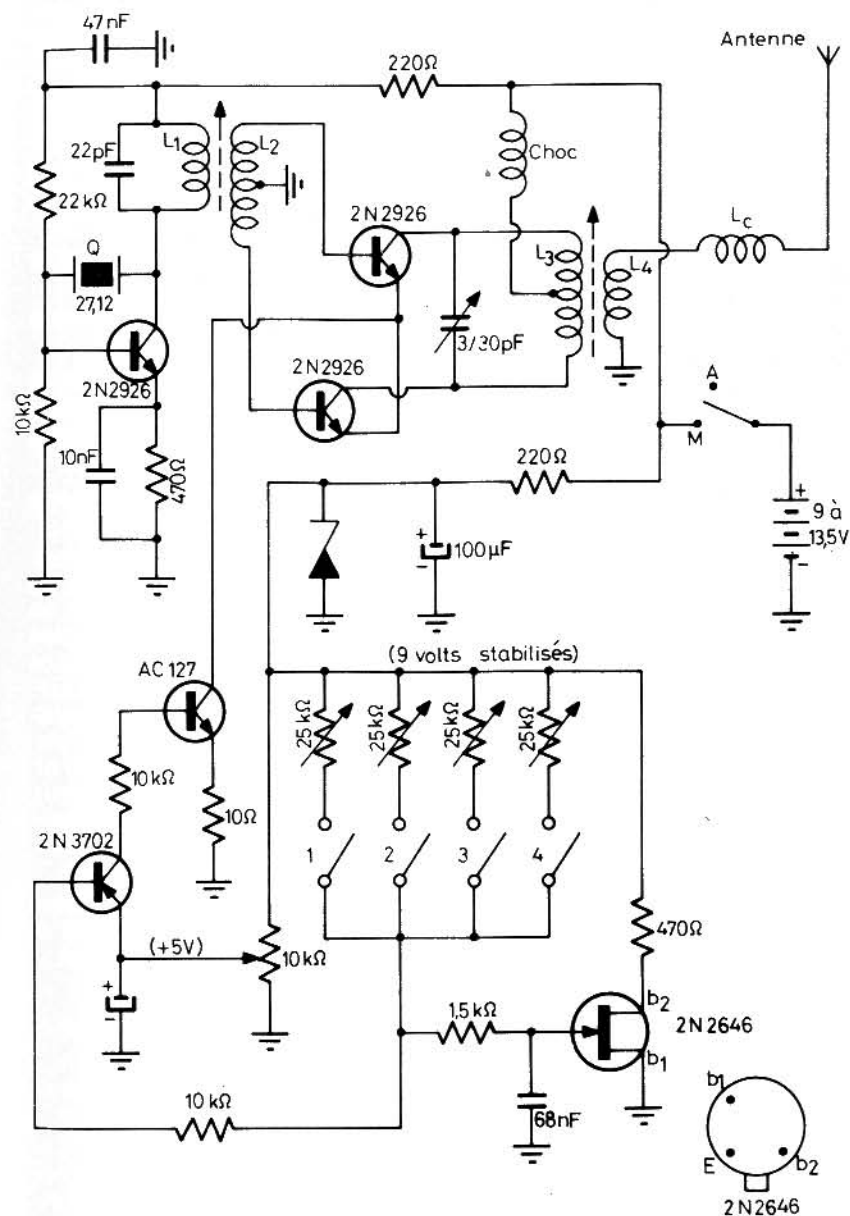 47nF
Antenne
220Ω
22pF
L1
L2
Choc
22kΩ
2N2926
Q
27,12
L3
L4
Lc
3/30pF
2N2926
2N2926
A
M
10kΩ
10nF
470Ω
220Ω
+
-
100µF
+
-
9 à
13,5V
AC 127
(9 volts stabilisés)
25kΩ
25kΩ
25kΩ
25kΩ
10kΩ
10Ω
2N3702
1
2
3
4
(+5V)
10kΩ
470Ω
+
-
1,5kΩ
b2
2N2646
b1
10kΩ
68nF
b1
E
b2
2N2646